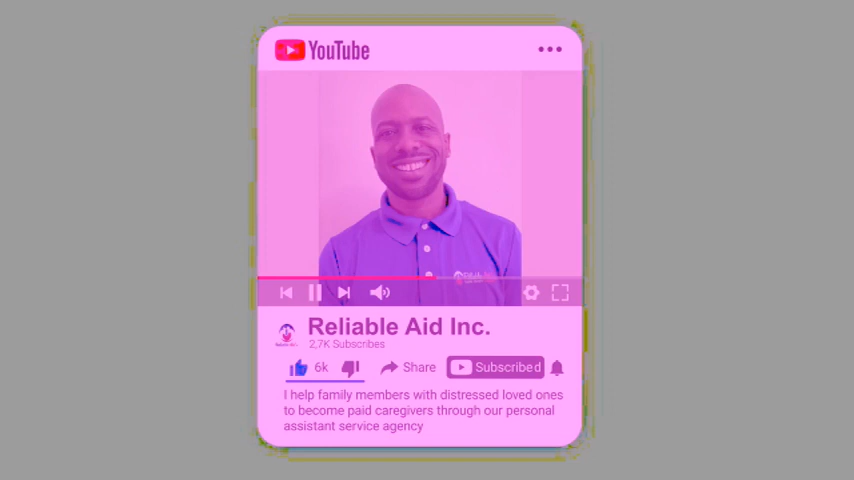 YouTube
Reliable Aid Inc.
2,7K Subscribes
6k Share Subscribed
I help family members with distressed loved ones
to become paid caregivers through our personal
assistant service agency